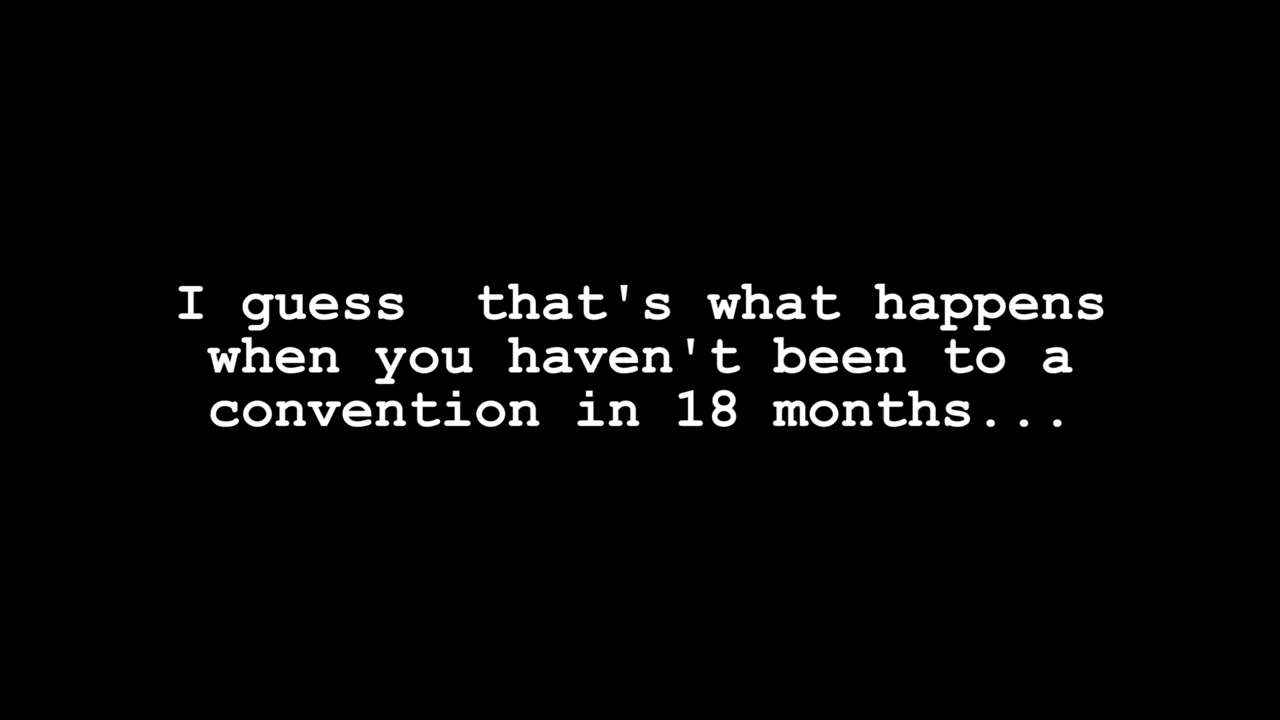 I guess  that's what happens
when you haven't been to a
convention in 18 months...